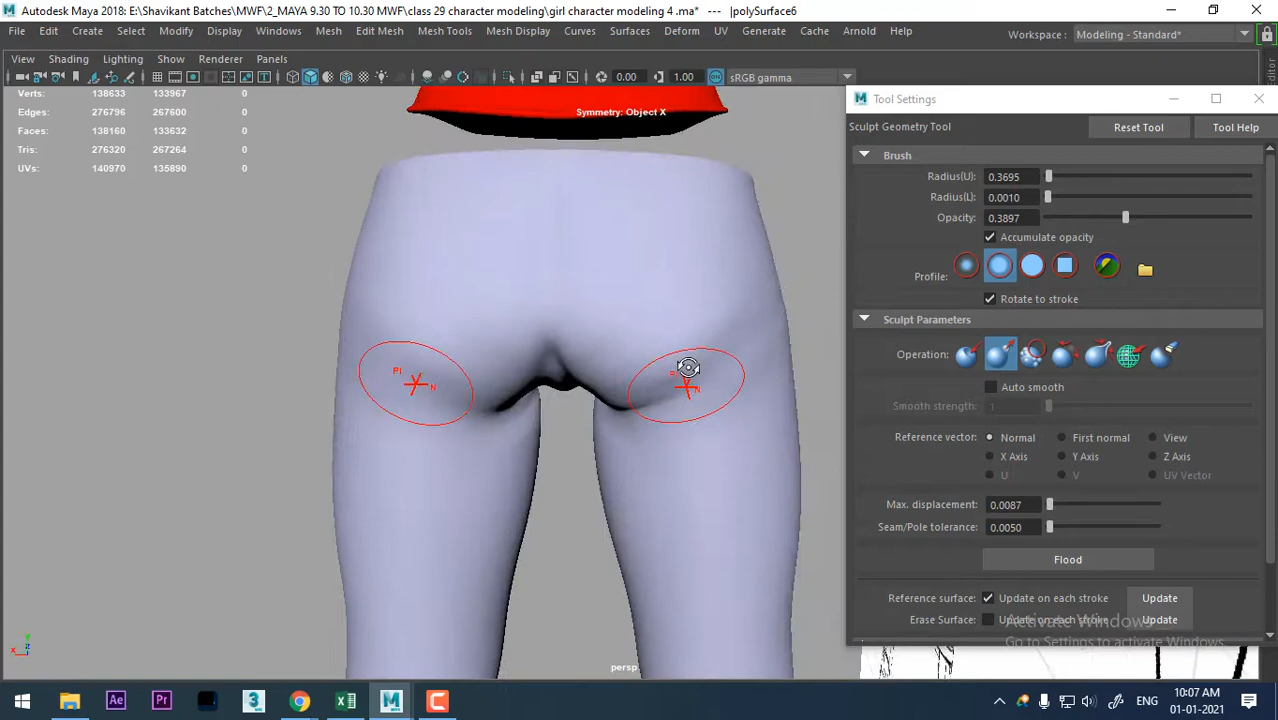 Autodesk Maya 2018: E:\Shavikant Batches\MWF\2_MAYA 9.30 TO 10.30 MWF\class 29 character modeling\girl character modeling 4 .ma* --- |polySurface6
File Edit Create Select Modify Display Windows Mesh Edit Mesh Mesh Tools Mesh Display Curves Surfaces Deform UV Generate Cache Arnold Help Workspace : Modeling - Standard*
View Shading Lighting Show Renderer Panels
0.00 1.00 ON sRGB gamma
Verts: 138633 133967 0
Edges: 276796 267600 0
Faces: 138160 133632 0
Tris: 276320 267264 0
UVs: 140970 135890 0
Symmetry: Object X
persp
Tool Settings
Sculpt Geometry Tool Reset Tool Tool Help
Brush
Radius(U): 0.3695
Radius(L): 0.0010
Opacity: 0.3897
Accumulate opacity
Profile:
Rotate to stroke
Sculpt Parameters
Operation:
Auto smooth
Smooth strength: 1
Reference vector: Normal First normal View
X Axis Y Axis Z Axis
U V UV Vector
Max. displacement: 0.0087
Seam/Pole tolerance: 0.0050
Flood
Reference surface: Update on each stroke Update
Erase Surface: Update on each stroke Update
Activate Windows
Go to Settings to activate Windows.
ENG
10:07 AM
01-01-2021